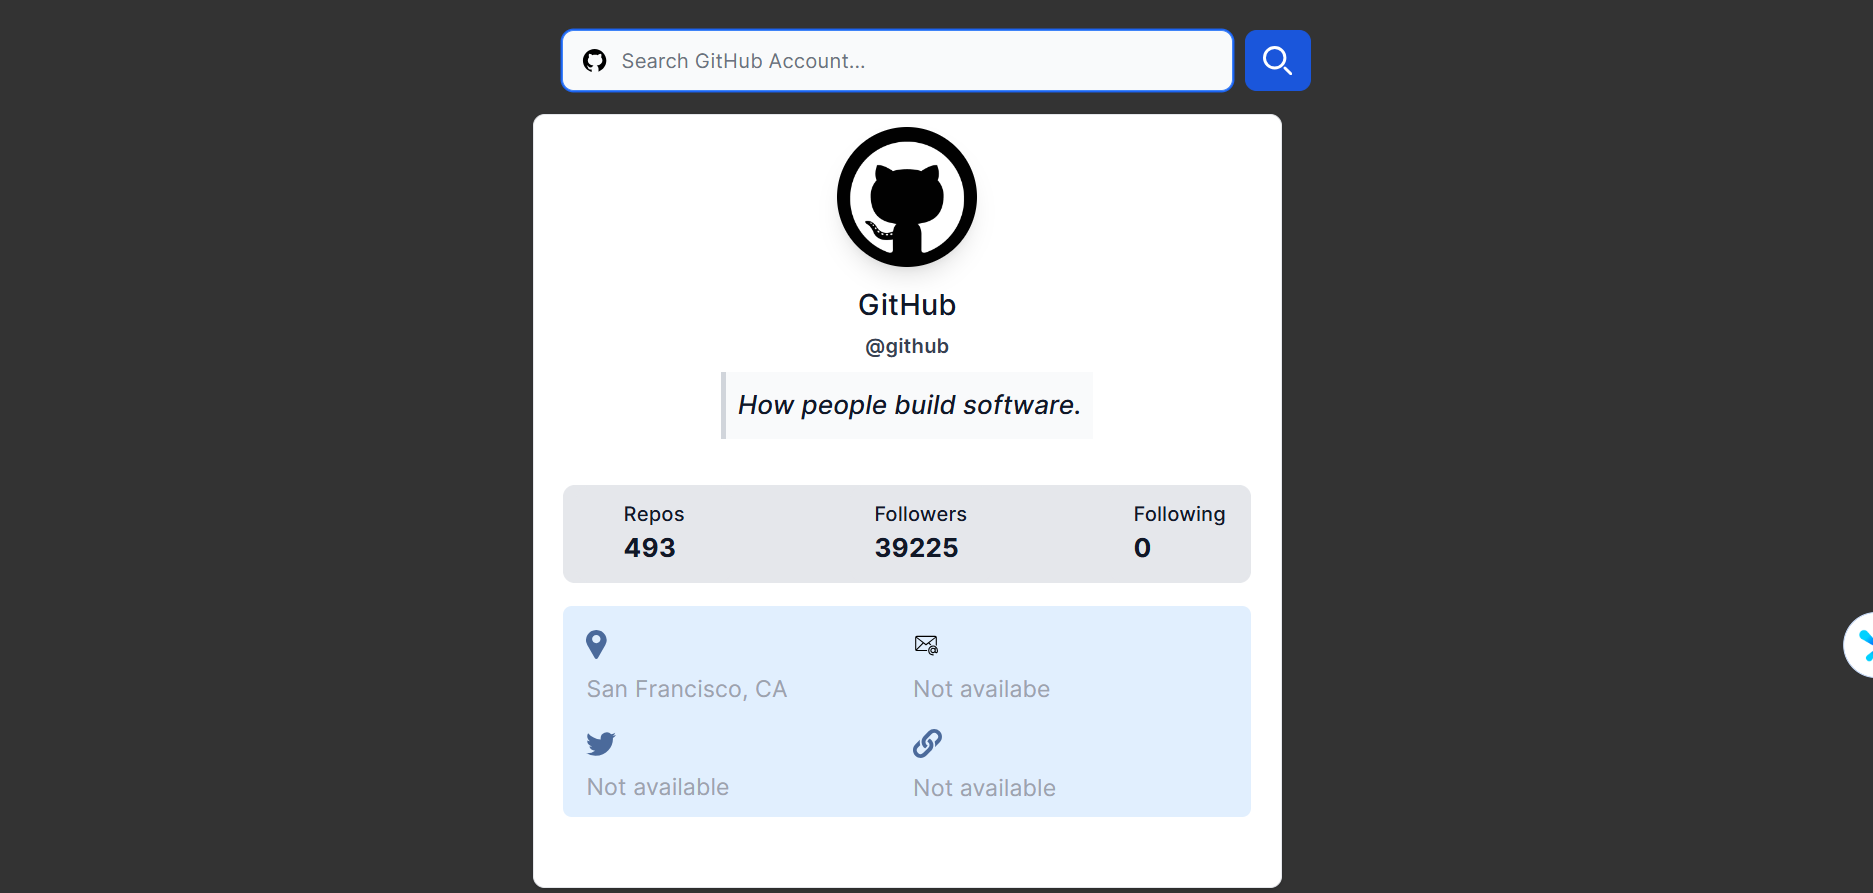 Search GitHub Account...
GitHub
@github
How people build software.
Repos Followers Following
493 39225 0
San Francisco, CA Not availabe
Not available Not available